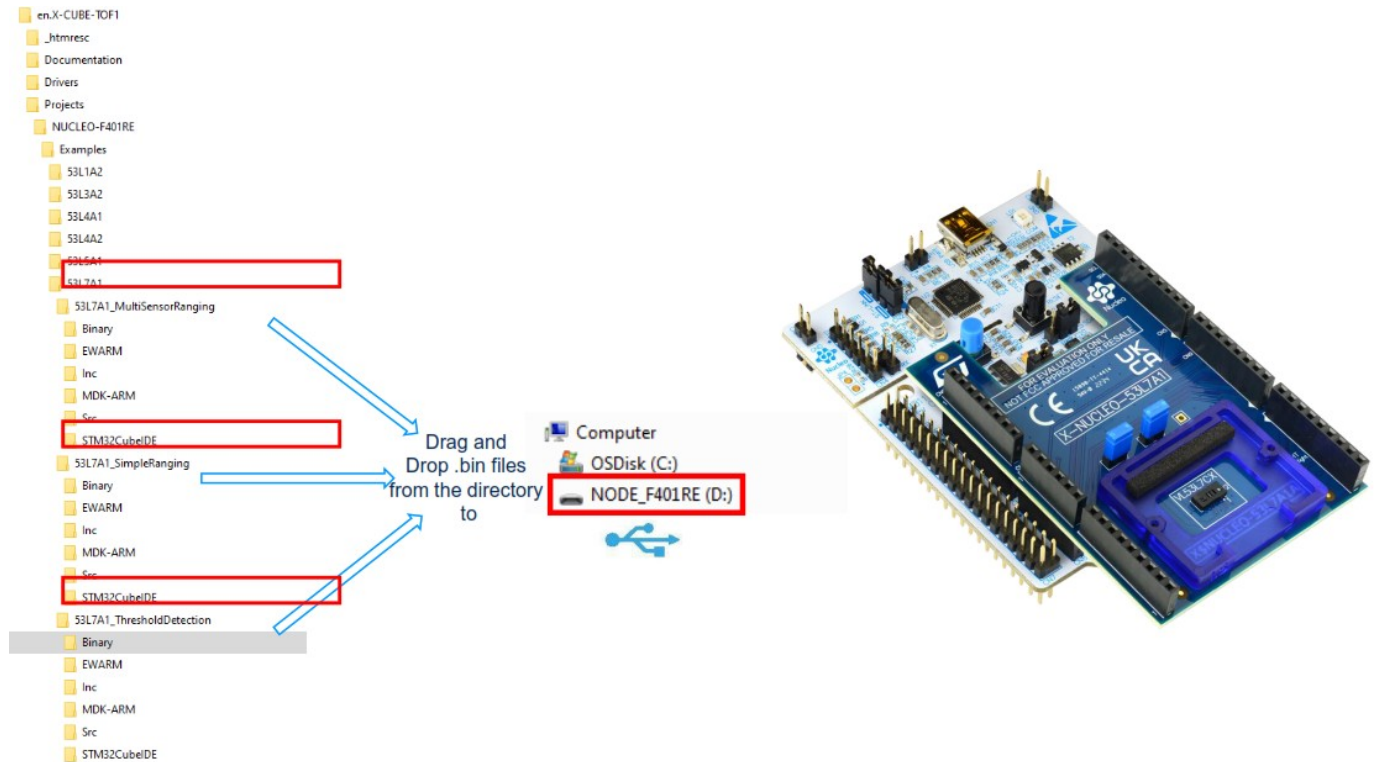 en.X-CUBE-TOF1
_htmresc
Documentation
Drivers
Projects
NUCLEO-F401RE
Examples
53L1A2
53L3A2
53L4A1
53L4A2
53L5A1
53L7A1
53L7A1_MultiSensorRanging
Binary
EWARM
Inc
MDK-ARM
Src
STM32CubeIDE
53L7A1_SimpleRanging
Binary
EWARM
Inc
MDK-ARM
Src
STM32CubeIDE
53L7A1_ThresholdDetection
Binary
EWARM
Inc
MDK-ARM
Src
STM32CubeIDE
Drag and
Drop .bin files
from the directory
to
Computer
OSDisk (C:)
NODE_F401RE (D:)
Nucleo
Nucleo
FOR EVALUATION ONLY
NOT FCC APPROVED FOR RESALE
CE
UK
CA
X-NUCLEO-53L7A1
VL53L7CX